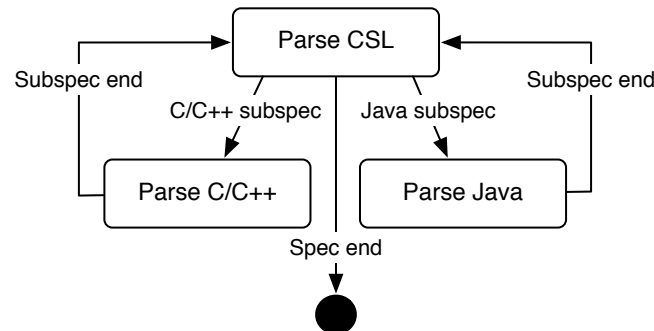 Parse CSL
Subspec end
Subspec end
C/C++ subspec
Java subspec
Parse C/C++
Parse Java
Spec end